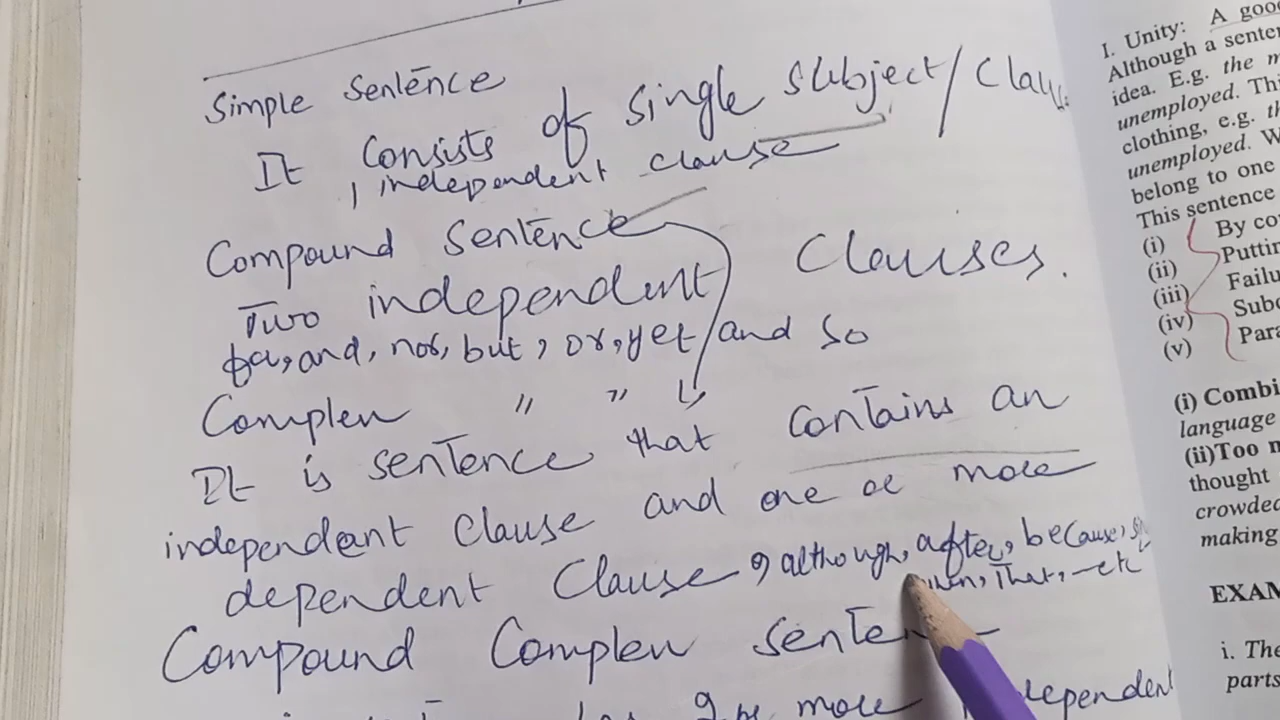 Simple Sentence
It Consists of Single Subject/Clau
, independent clause
Compound Sentence
Two independent Clauses.
for, and, nor, but, or, yet and so
Complex " "
It is sentence that contains an
independent Clause and one or more
dependent Clause, although, after, because,
when, That, -etc
Compound Complex senten
more independent
I. Unity: A good
Although a senten
idea. E.g. the m
unemployed. Thi
clothing, e.g. th
unemployed. W
belong to one
This sentence
(i) By co
(ii) Puttin
(iii) Failu
(iv) Subo
(v) Para
(i) Combi
language
(ii)Too m
thought
crowded
making
EXAM
i. The
parts